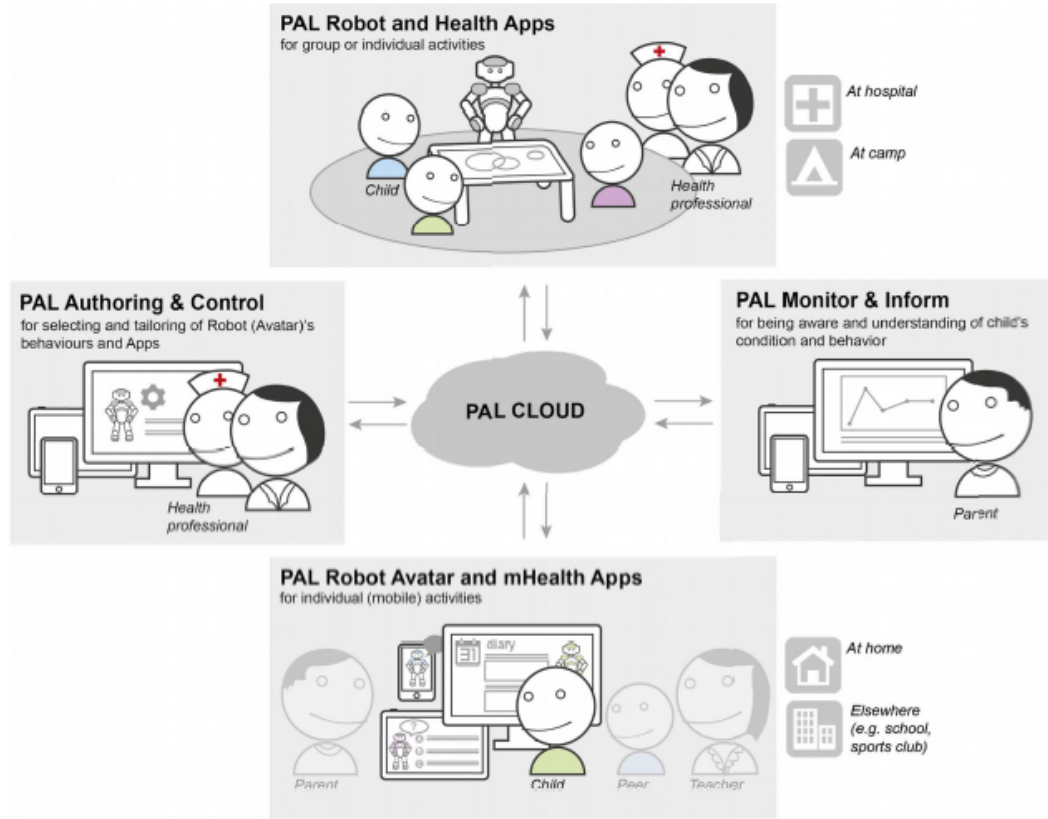 PAL Robot and Health Apps
for group or individual activities
Child
Health
professional
At hospital
At camp
PAL Authoring & Control
for selecting and tailoring of Robot (Avatar)'s
behaviours and Apps
Health
professional
PAL CLOUD
PAL Monitor & Inform
for being aware and understanding of child's
condition and behavior
Parent
PAL Robot Avatar and mHealth Apps
for individual (mobile) activities
31
diary
?
Parent
Child
Peer
Teacher
At home
Elsewhere
(e.g. school,
sports club)